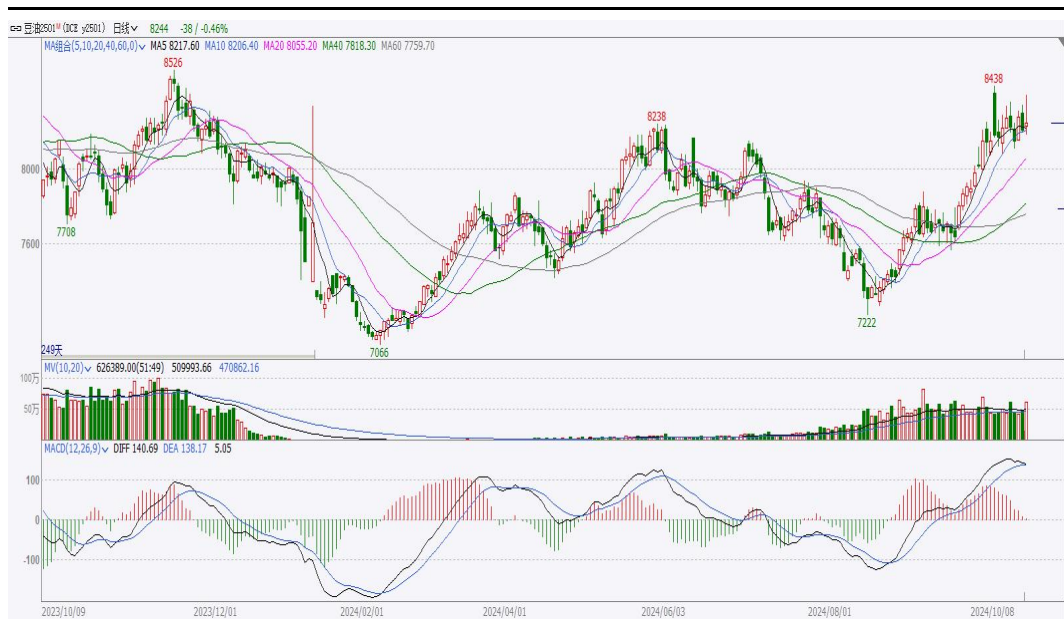 豆油2501M (DCE y2501) 日线 8244 -38 / -0.46%
MA组合(5,10,20,40,60,0) MA5 8217.60 MA10 8206.40 MA20 8055.20 MA40 7818.30 MA60 7759.70
8526
8438
8238
8000
7708
7600
7222
7066
249天
MV(10,20) 626389.00(51:49) 509993.66 470862.16
100万
50万
MACD(12,26,9) DIFF 140.69 DEA 138.17 5.05
100
0
-100
2023/10/09 2023/12/01 2024/02/01 2024/04/01 2024/06/03 2024/08/01 2024/10/08